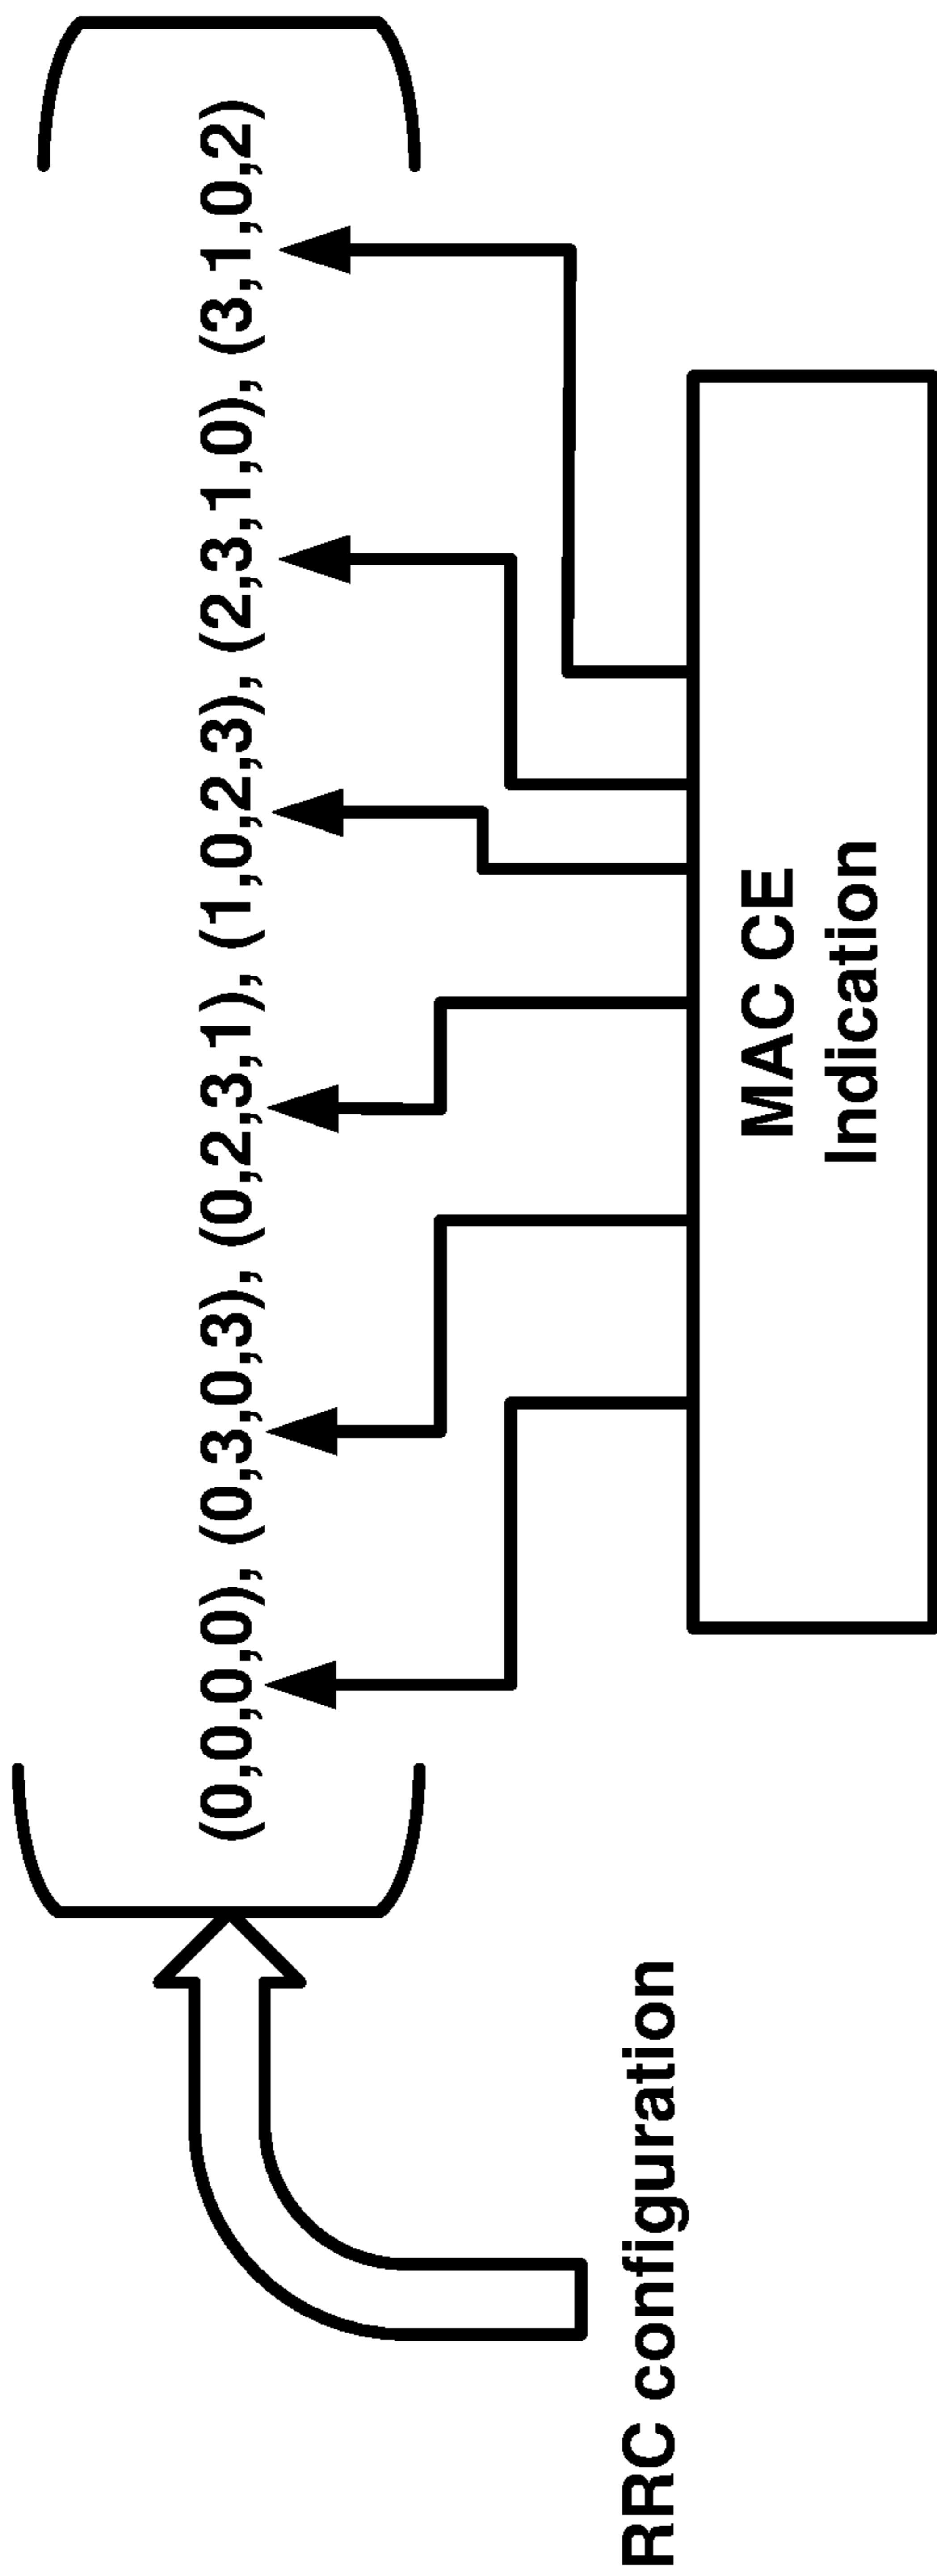 (0,0,0,0), (0,3,0,3), (0,2,3,1), (1,0,2,3), (2,3,1,0), (3,1,0,2)
RRC configuration
MAC CE
Indication